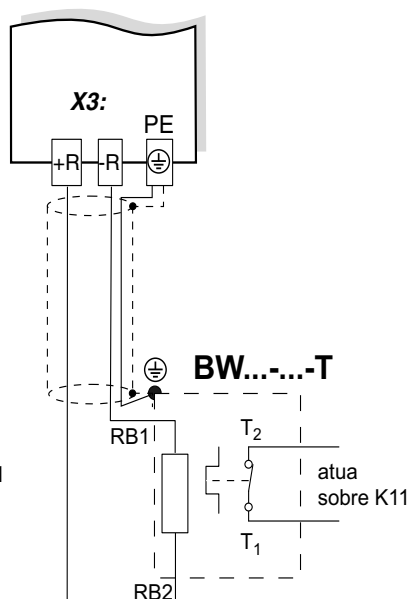 X3:
PE
+R
-R
BW...-...-T
RB1
T2
atua
sobre K11
T1
RB2